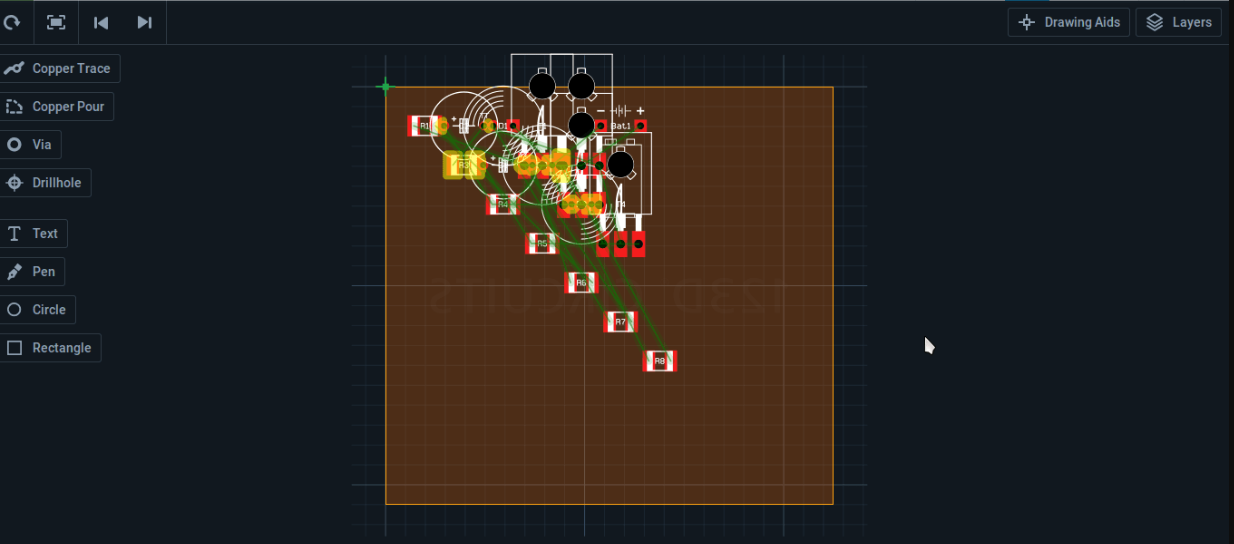 Drawing Aids
Layers
Copper Trace
Copper Pour
Via
Drillhole
Text
Pen
Circle
Rectangle
R1
Bat1
R4
R5
R6
R7
R8